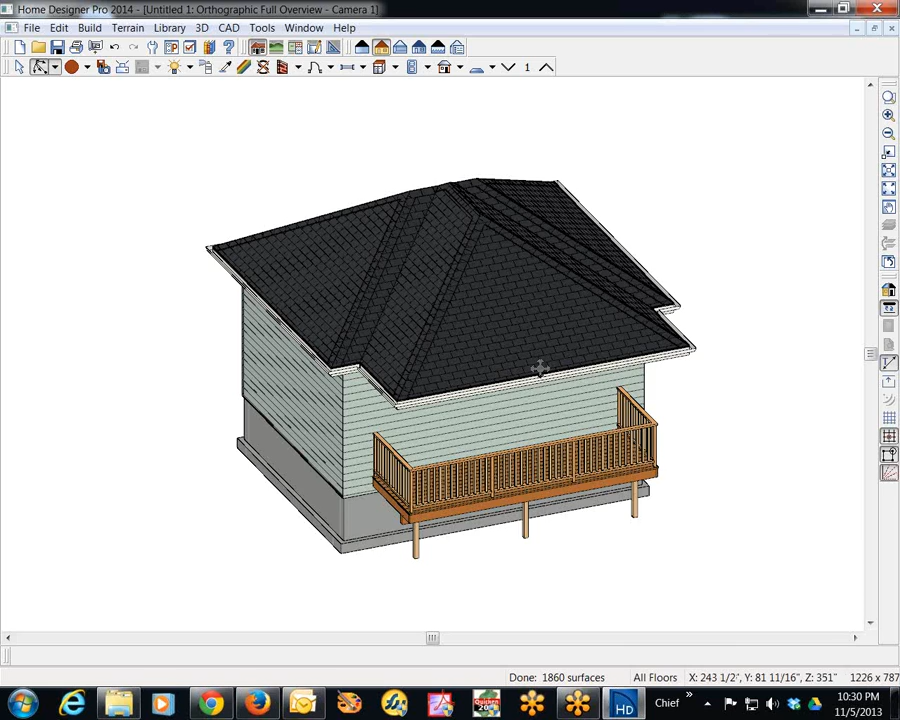 Home Designer Pro 2014 - [Untitled 1: Orthographic Full Overview - Camera 1]
File Edit Build Terrain Library 3D CAD Tools Window Help
1
Done: 1860 surfaces All Floors X: 243 1/2", Y: 81 11/16", Z: 351" 1226 x 787
HD Chief » 10:30 PM
11/5/2013